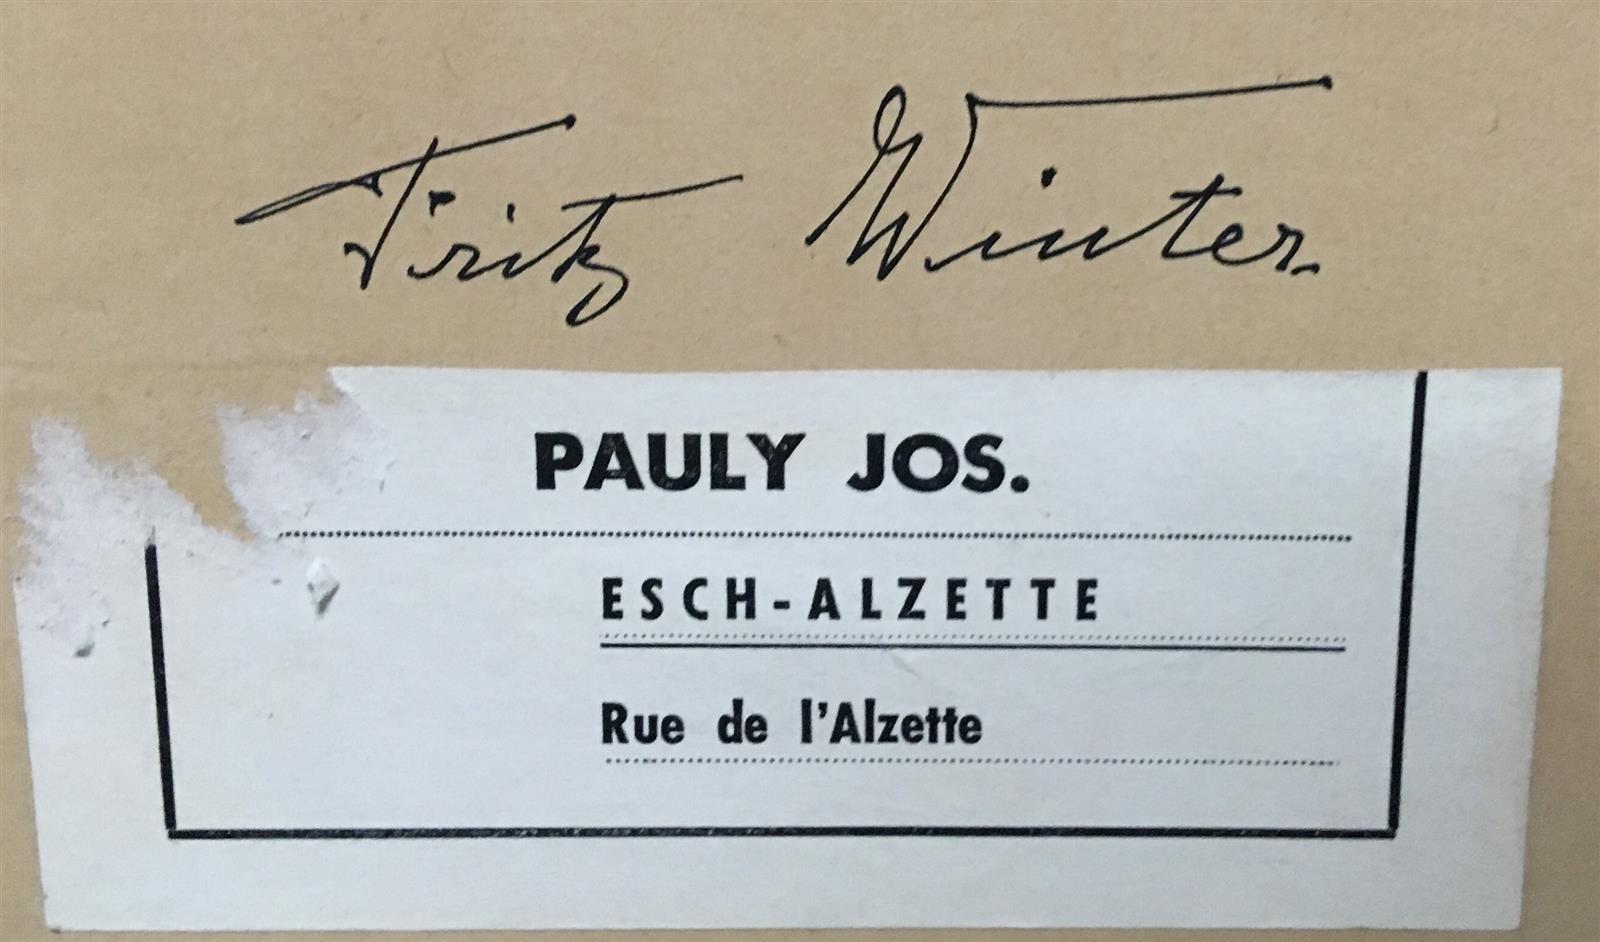 Fritz Winter.
PAULY JOS.
ESCH-ALZETTE
Rue de l'Alzette